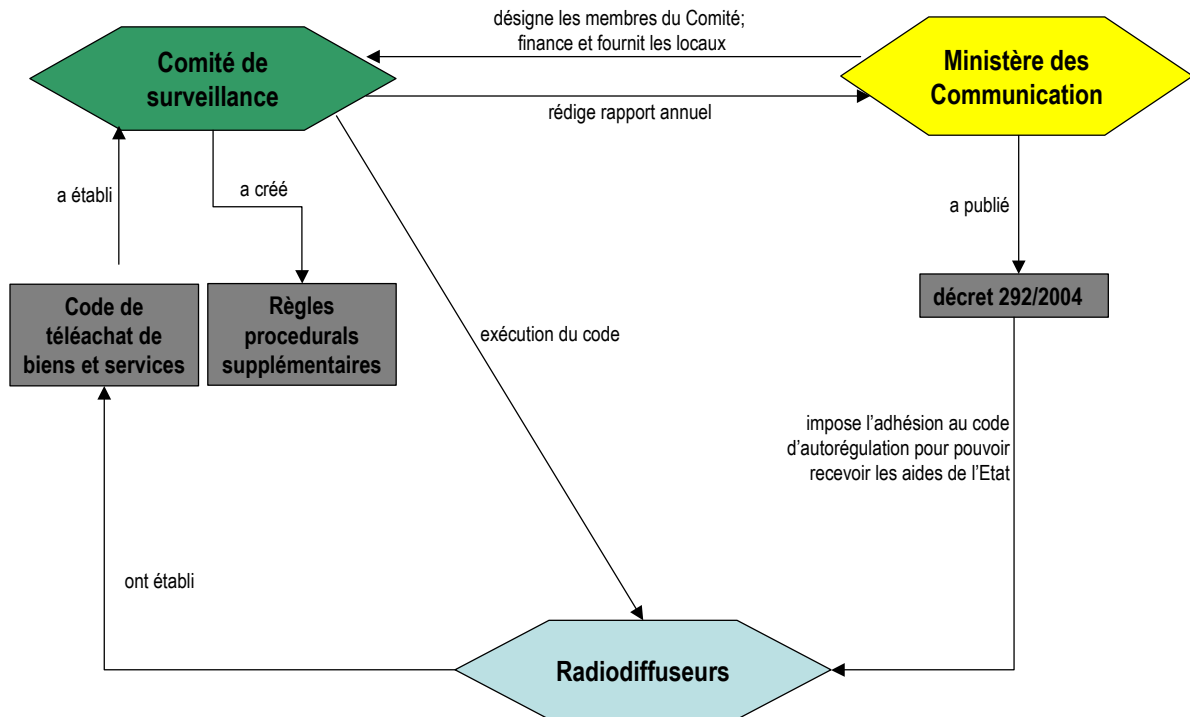 désigne les membres du Comité;
finance et fournit les locaux
Comité de
surveillance
Ministère des
Communication
rédige rapport annuel
a établi
a créé
a publié
Code de
téléachat de
biens et services
Règles
procedurals
supplémentaires
décret 292/2004
exécution du code
impose l'adhésion au code
d'autorégulation pour pouvoir
recevoir les aides de l'Etat
ont établi
Radiodiffuseurs